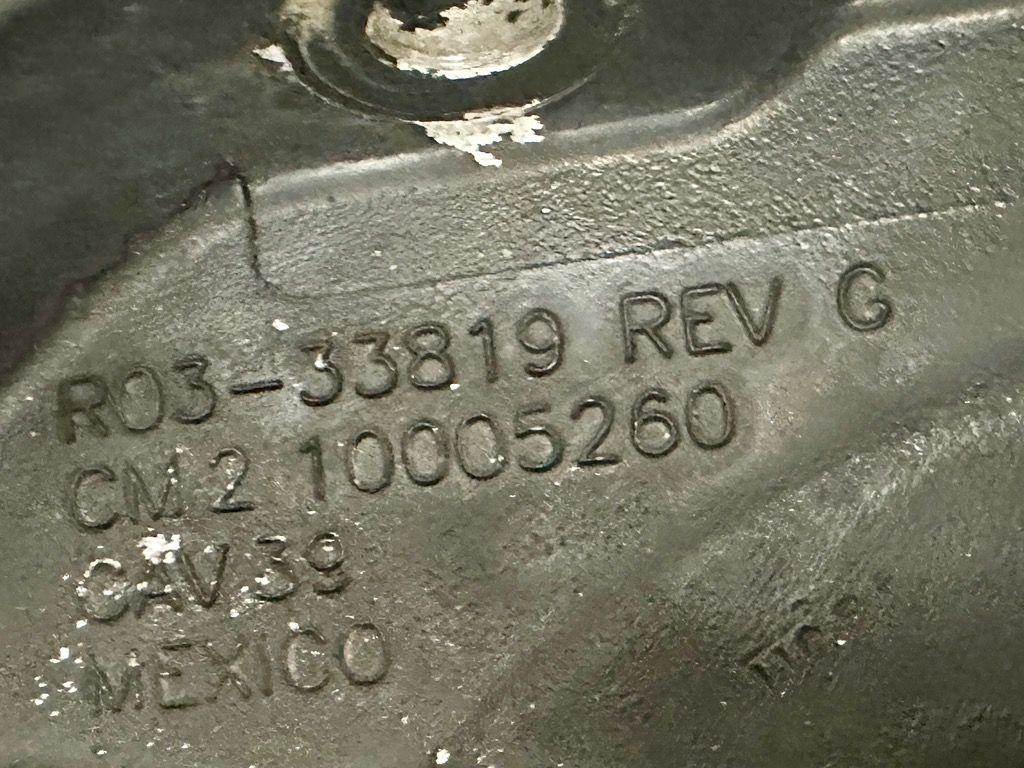 R03-33819 REV G
CM 2 10005260
CAV 39
MEXICO